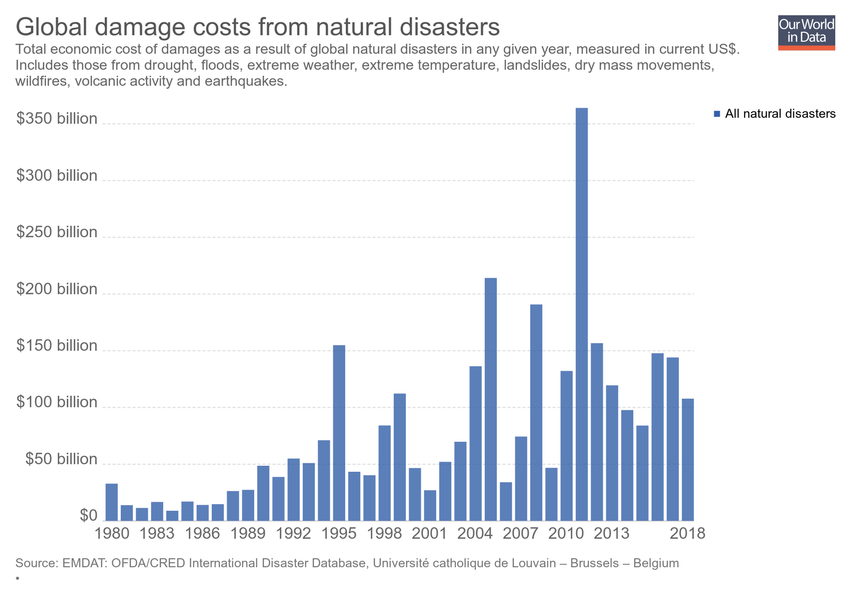 Global damage costs from natural disasters
Our World
in Data
Total economic cost of damages as a result of global natural disasters in any given year, measured in current US$.
Includes those from drought, floods, extreme weather, extreme temperature, landslides, dry mass movements,
wildfires, volcanic activity and earthquakes.
All natural disasters
$350 billion
$300 billion
$250 billion
$200 billion
$150 billion
$100 billion
$50 billion
$0
1980 1983 1986 1989 1992 1995 1998 2001 2004 2007 2010 2013 2018
Source: EMDAT: OFDA/CRED International Disaster Database, Université catholique de Louvain – Brussels – Belgium
•